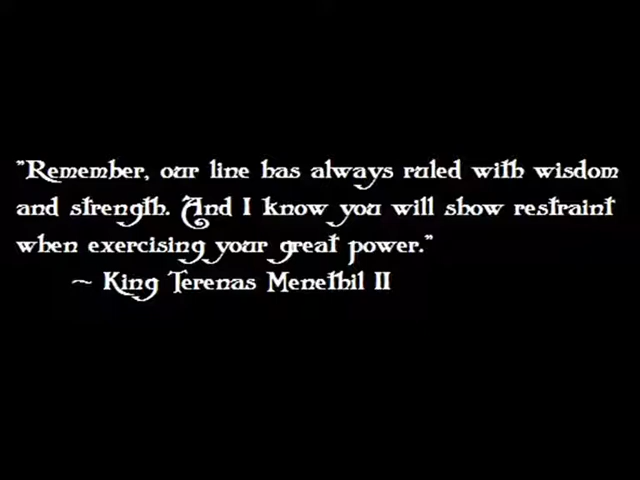 "Remember, our line has always ruled with wisdom
and strength. And I know you will show restraint
when exercising your great power."
~ King Terenas Menethil II